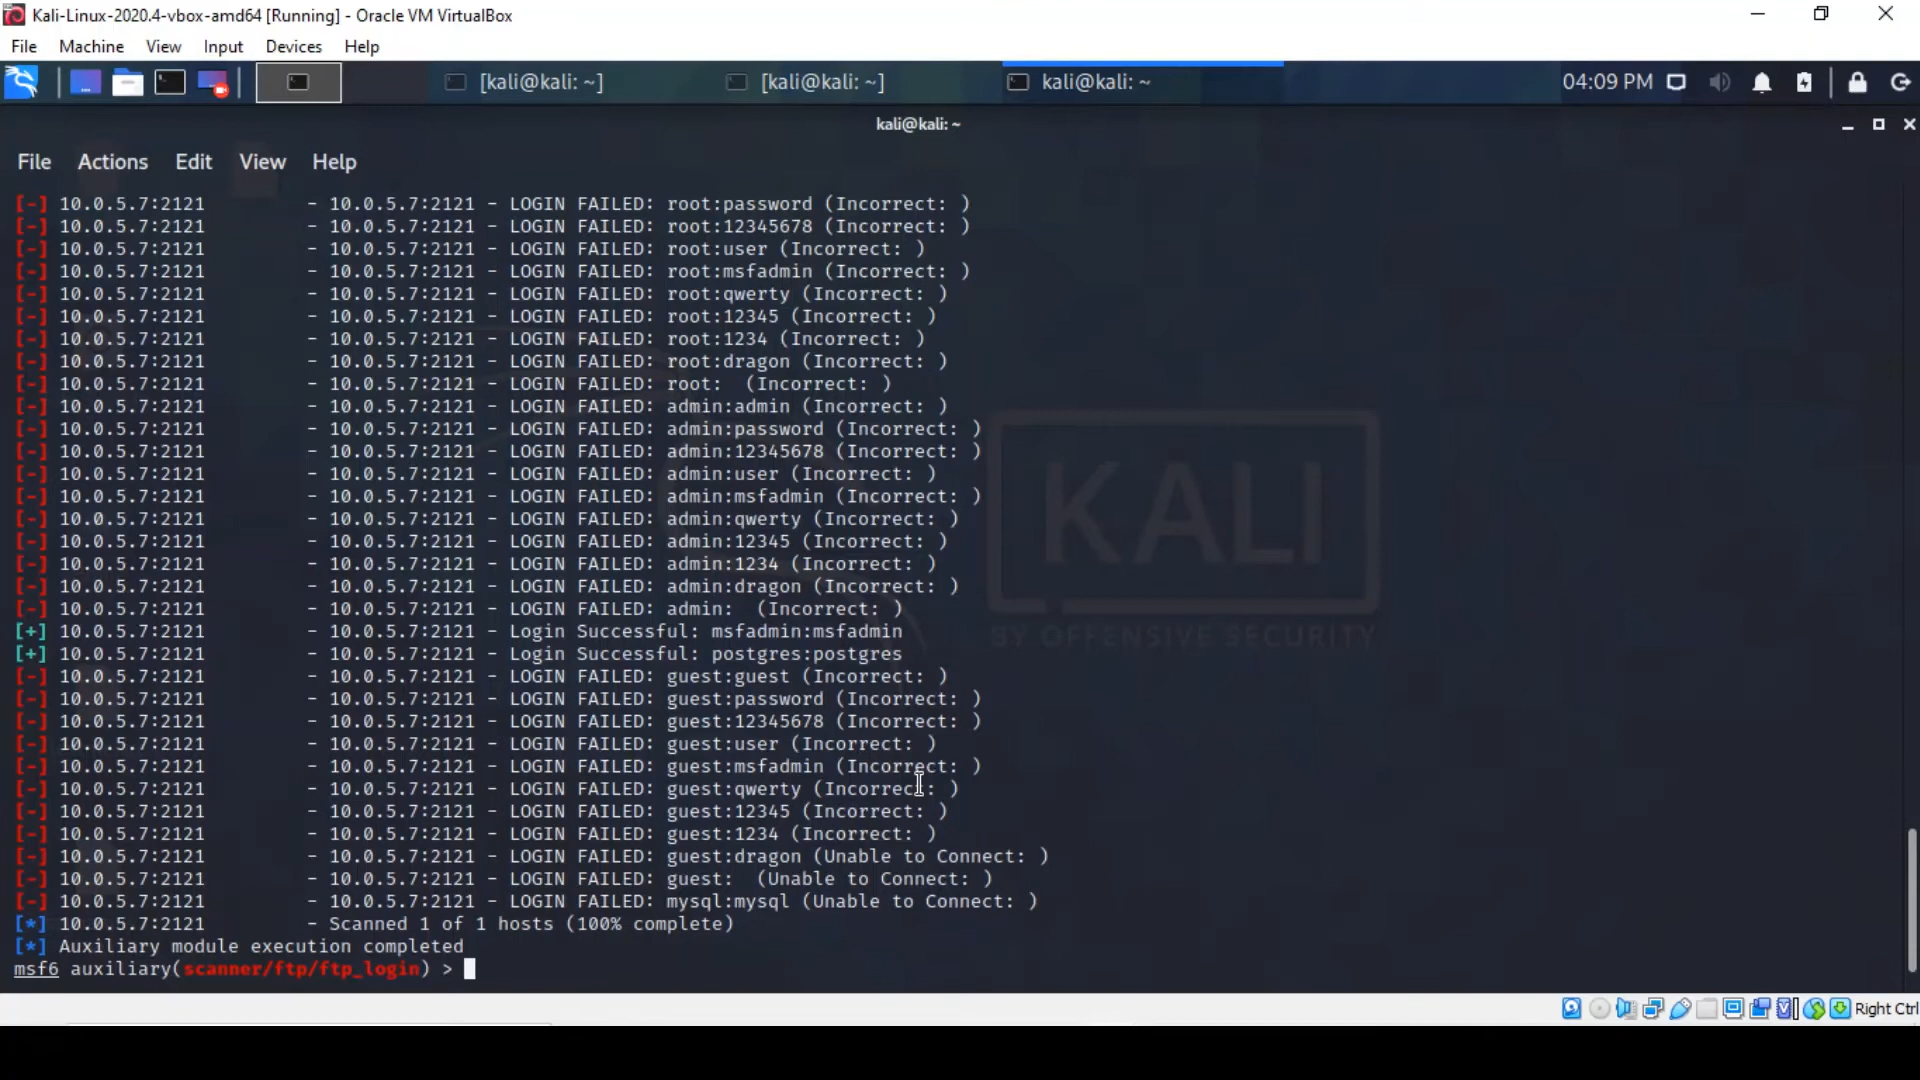 Kali-Linux-2020.4-vbox-amd64 [Running] - Oracle VM VirtualBox
File Machine View Input Devices Help
[kali@kali: ~] [kali@kali: ~] kali@kali: ~ 04:09 PM
kali@kali: ~
File Actions Edit View Help
[-] 10.0.5.7:2121 - 10.0.5.7:2121 - LOGIN FAILED: root:password (Incorrect: )
[-] 10.0.5.7:2121 - 10.0.5.7:2121 - LOGIN FAILED: root:12345678 (Incorrect: )
[-] 10.0.5.7:2121 - 10.0.5.7:2121 - LOGIN FAILED: root:user (Incorrect: )
[-] 10.0.5.7:2121 - 10.0.5.7:2121 - LOGIN FAILED: root:msfadmin (Incorrect: )
[-] 10.0.5.7:2121 - 10.0.5.7:2121 - LOGIN FAILED: root:qwerty (Incorrect: )
[-] 10.0.5.7:2121 - 10.0.5.7:2121 - LOGIN FAILED: root:12345 (Incorrect: )
[-] 10.0.5.7:2121 - 10.0.5.7:2121 - LOGIN FAILED: root:1234 (Incorrect: )
[-] 10.0.5.7:2121 - 10.0.5.7:2121 - LOGIN FAILED: root:dragon (Incorrect: )
[-] 10.0.5.7:2121 - 10.0.5.7:2121 - LOGIN FAILED: root:  (Incorrect: )
[-] 10.0.5.7:2121 - 10.0.5.7:2121 - LOGIN FAILED: admin:admin (Incorrect: )
[-] 10.0.5.7:2121 - 10.0.5.7:2121 - LOGIN FAILED: admin:password (Incorrect: )
[-] 10.0.5.7:2121 - 10.0.5.7:2121 - LOGIN FAILED: admin:12345678 (Incorrect: )
[-] 10.0.5.7:2121 - 10.0.5.7:2121 - LOGIN FAILED: admin:user (Incorrect: )
[-] 10.0.5.7:2121 - 10.0.5.7:2121 - LOGIN FAILED: admin:msfadmin (Incorrect: )
[-] 10.0.5.7:2121 - 10.0.5.7:2121 - LOGIN FAILED: admin:qwerty (Incorrect: )
[-] 10.0.5.7:2121 - 10.0.5.7:2121 - LOGIN FAILED: admin:12345 (Incorrect: )
[-] 10.0.5.7:2121 - 10.0.5.7:2121 - LOGIN FAILED: admin:1234 (Incorrect: )
[-] 10.0.5.7:2121 - 10.0.5.7:2121 - LOGIN FAILED: admin:dragon (Incorrect: )
[-] 10.0.5.7:2121 - 10.0.5.7:2121 - LOGIN FAILED: admin:  (Incorrect: )
[+] 10.0.5.7:2121 - 10.0.5.7:2121 - Login Successful: msfadmin:msfadmin
[+] 10.0.5.7:2121 - 10.0.5.7:2121 - Login Successful: postgres:postgres
[-] 10.0.5.7:2121 - 10.0.5.7:2121 - LOGIN FAILED: guest:guest (Incorrect: )
[-] 10.0.5.7:2121 - 10.0.5.7:2121 - LOGIN FAILED: guest:password (Incorrect: )
[-] 10.0.5.7:2121 - 10.0.5.7:2121 - LOGIN FAILED: guest:12345678 (Incorrect: )
[-] 10.0.5.7:2121 - 10.0.5.7:2121 - LOGIN FAILED: guest:user (Incorrect: )
[-] 10.0.5.7:2121 - 10.0.5.7:2121 - LOGIN FAILED: guest:msfadmin (Incorrect: )
[-] 10.0.5.7:2121 - 10.0.5.7:2121 - LOGIN FAILED: guest:qwerty (Incorrect: )
[-] 10.0.5.7:2121 - 10.0.5.7:2121 - LOGIN FAILED: guest:12345 (Incorrect: )
[-] 10.0.5.7:2121 - 10.0.5.7:2121 - LOGIN FAILED: guest:1234 (Incorrect: )
[-] 10.0.5.7:2121 - 10.0.5.7:2121 - LOGIN FAILED: guest:dragon (Unable to Connect: )
[-] 10.0.5.7:2121 - 10.0.5.7:2121 - LOGIN FAILED: guest:  (Unable to Connect: )
[-] 10.0.5.7:2121 - 10.0.5.7:2121 - LOGIN FAILED: mysql:mysql (Unable to Connect: )
[*] 10.0.5.7:2121 - Scanned 1 of 1 hosts (100% complete)
[*] Auxiliary module execution completed
msf6 auxiliary(scanner/ftp/ftp_login) >
KALI
BY OFFENSIVE SECURITY
Right Ctrl